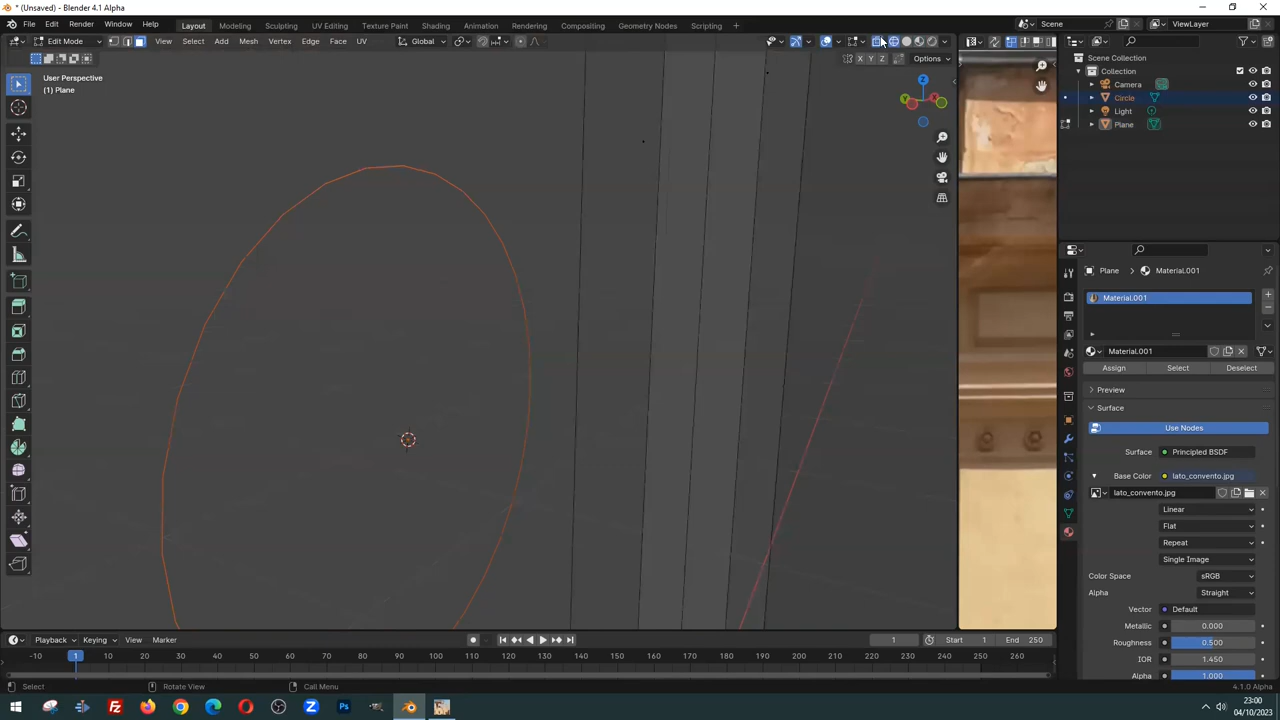 * (Unsaved) - Blender 4.1 Alpha
File Edit Render Window Help Layout Modeling Sculpting UV Editing Texture Paint Shading Animation Rendering Compositing Geometry Nodes Scripting + Scene ViewLayer
Edit Mode View Select Add Mesh Vertex Edge Face UV Global
X Y Z Options
User Perspective
(1) Plane
Scene Collection
Collection
Camera
Circle
Light
Plane
Plane > Material.001
Material.001
Material.001
Assign Select Deselect
Preview
Surface
Use Nodes
Surface Principled BSDF
Base Color lato_convento.jpg
lato_convento.jpg
Linear
Flat
Repeat
Single Image
Color Space sRGB
Alpha Straight
Vector Default
Metallic 0.000
Roughness 0.500
IOR 1.450
Alpha 1.000
Playback Keying View Marker 1 Start 1 End 250
-10 1 10 20 30 40 50 60 70 80 90 100 110 120 130 140 150 160 170 180 190 200 210 220 230 240 250 260
Select Rotate View Call Menu 4.1.0 Alpha
23:00
04/10/2023